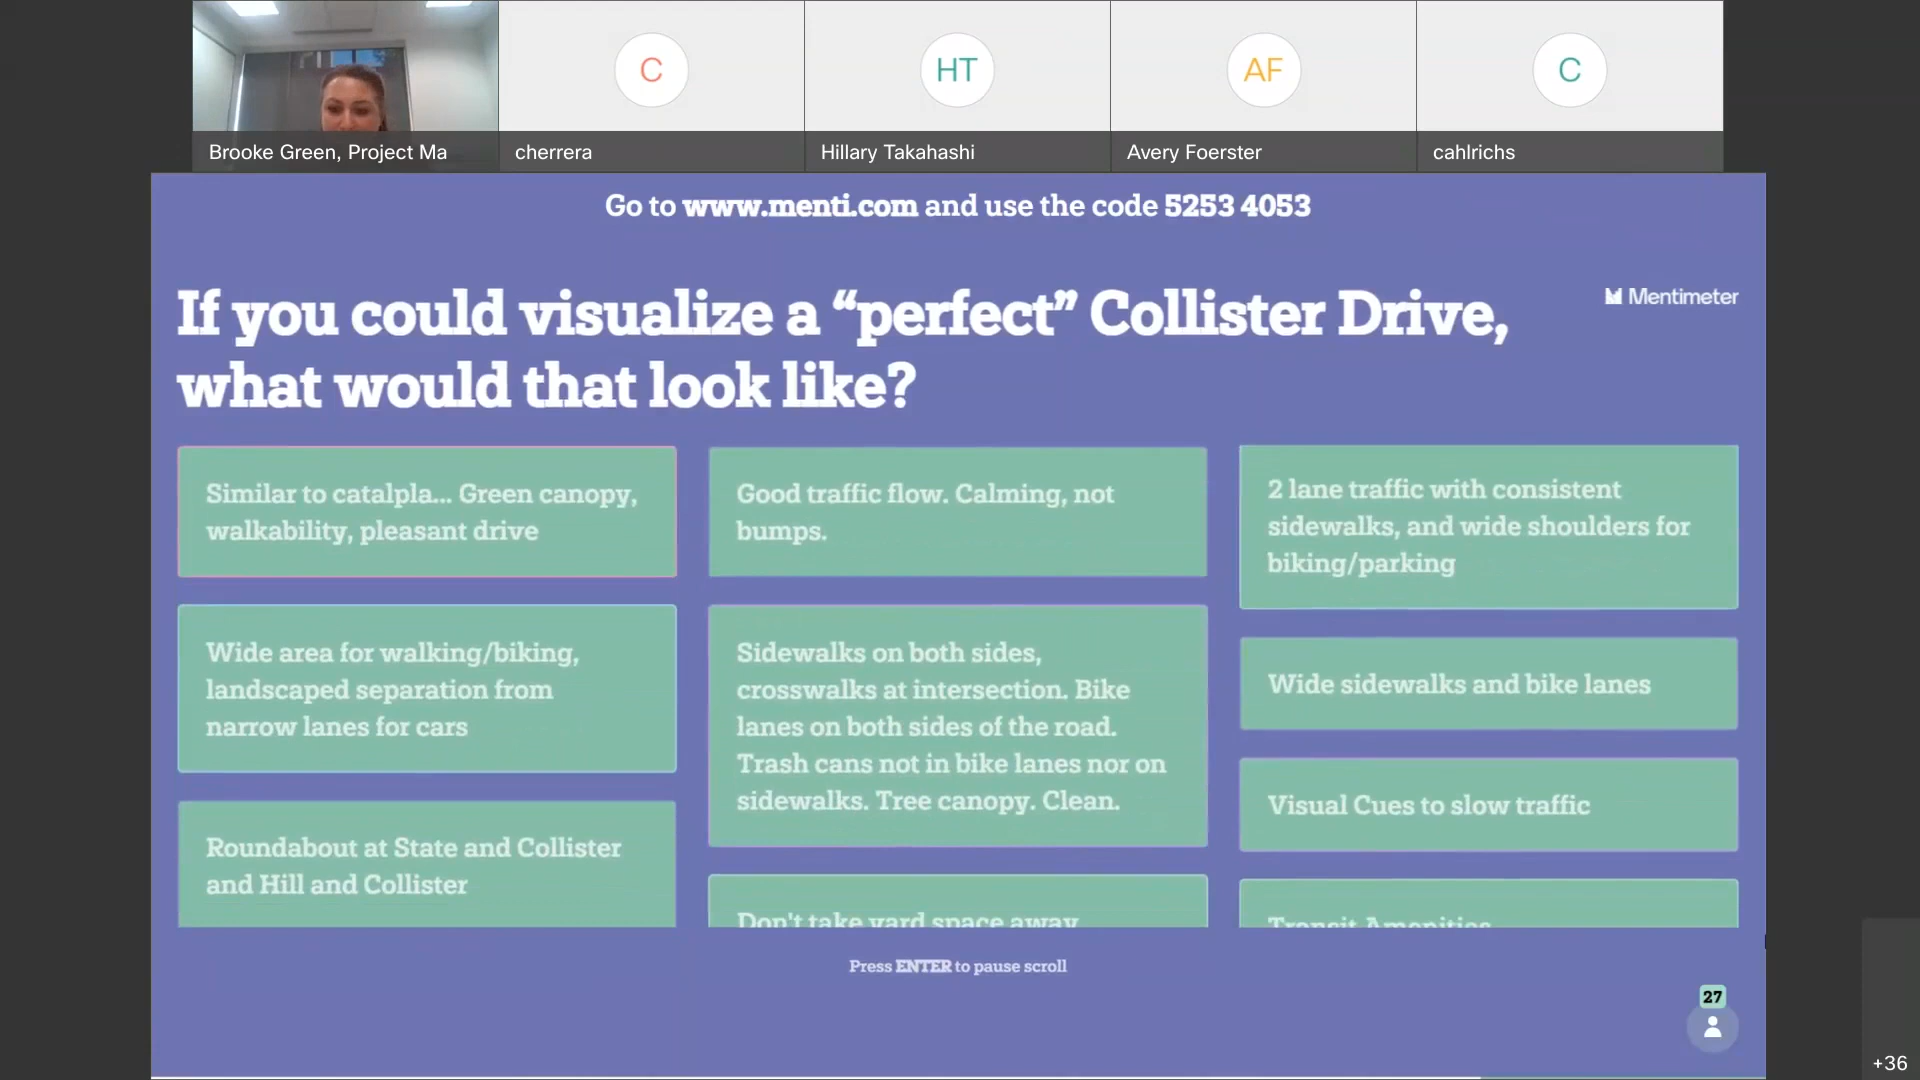 C
HT
AF
C
Brooke Green, Project Ma
cherrera
Hillary Takahashi
Avery Foerster
cahlrichs
Go to www.menti.com and use the code 5253 4053
If you could visualize a “perfect” Collister Drive,
what would that look like?
Mentimeter
Similar to catalpla... Green canopy,
walkability, pleasant drive
Wide area for walking/biking,
landscaped separation from
narrow lanes for cars
Roundabout at State and Collister
and Hill and Collister
Good traffic flow. Calming, not
bumps.
Sidewalks on both sides,
crosswalks at intersection. Bike
lanes on both sides of the road.
Trash cans not in bike lanes nor on
sidewalks. Tree canopy. Clean.
Don't take yard space away
2 lane traffic with consistent
sidewalks, and wide shoulders for
biking/parking
Wide sidewalks and bike lanes
Visual Cues to slow traffic
Transit Amenities
Press ENTER to pause scroll
27
+36